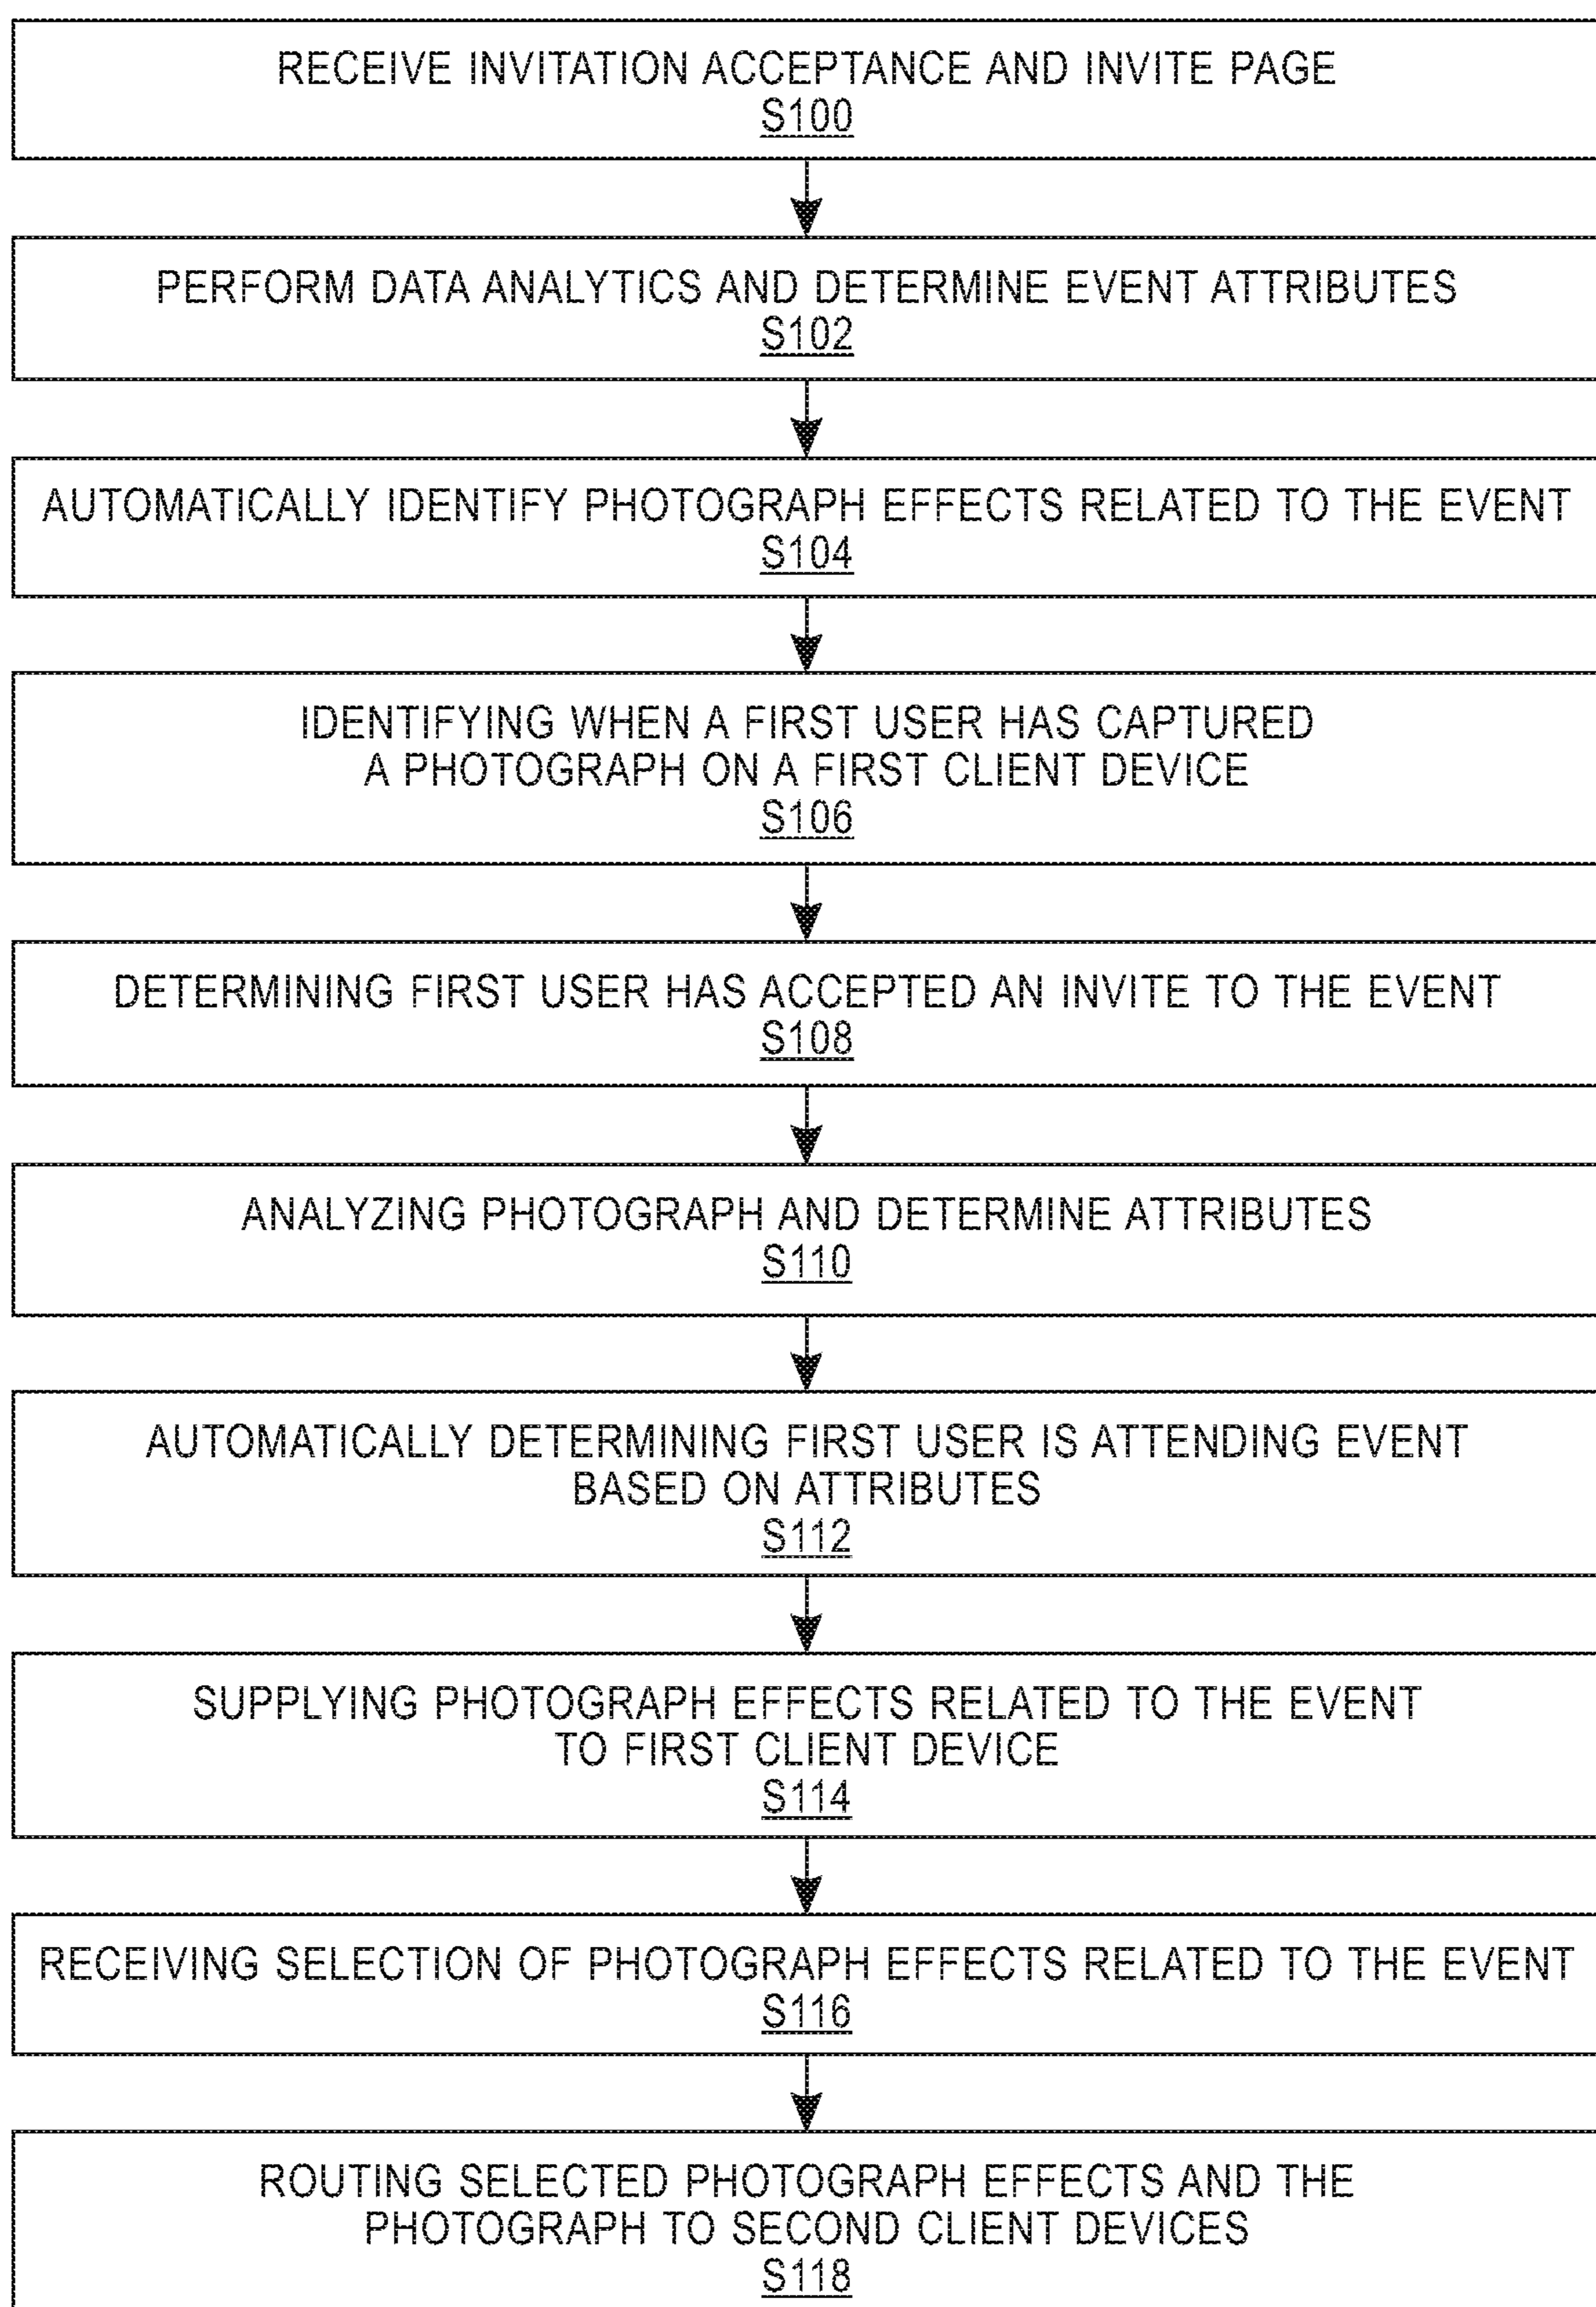 RECEIVE INVITATION ACCEPTANCE AND INVITE PAGE
S100
PERFORM DATA ANALYTICS AND DETERMINE EVENT ATTRIBUTES
S102
AUTOMATICALLY IDENTIFY PHOTOGRAPH EFFECTS RELATED TO THE EVENT
S104
IDENTIFYING WHEN A FIRST USER HAS CAPTURED
A PHOTOGRAPH ON A FIRST CLIENT DEVICE
S106
DETERMINING FIRST USER HAS ACCEPTED AN INVITE TO THE EVENT
S108
ANALYZING PHOTOGRAPH AND DETERMINE ATTRIBUTES
S110
AUTOMATICALLY DETERMINING FIRST USER IS ATTENDING EVENT
BASED ON ATTRIBUTES
S112
SUPPLYING PHOTOGRAPH EFFECTS RELATED TO THE EVENT
TO FIRST CLIENT DEVICE
S114
RECEIVING SELECTION OF PHOTOGRAPH EFFECTS RELATED TO THE EVENT
S116
ROUTING SELECTED PHOTOGRAPH EFFECTS AND THE
PHOTOGRAPH TO SECOND CLIENT DEVICES
S118